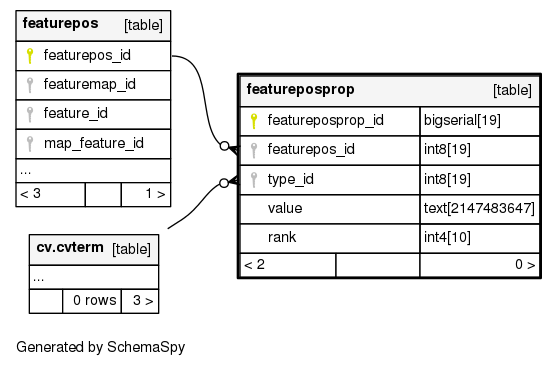 featurepos [table]
featurepos_id
featuremap_id
feature_id
map_feature_id
...
< 3 1 >
featureposprop [table]
featureposprop_id bigserial[19]
featurepos_id int8[19]
type_id int8[19]
value text[2147483647]
rank int4[10]
< 2 0 >
cv.cvterm [table]
...
0 rows 3 >
Generated by SchemaSpy